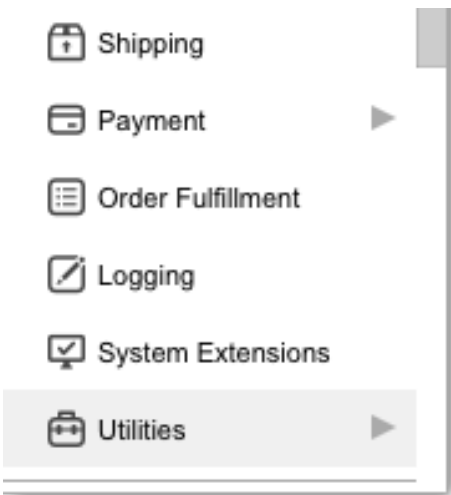 Shipping
Payment
Order Fulfillment
Logging
System Extensions
Utilities